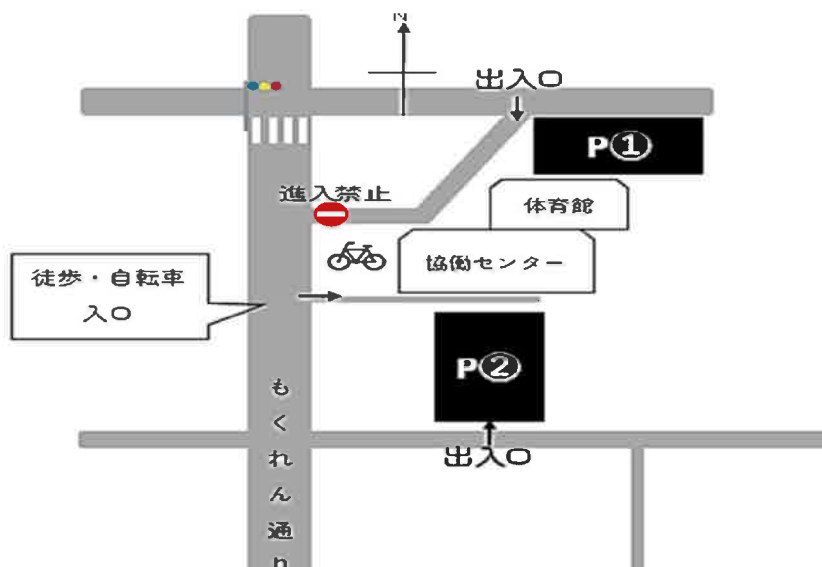 N
出入口
P①
進入禁止
体育館
協働センター
徒歩・自転車
入口
P②
もくれん通り
出入口